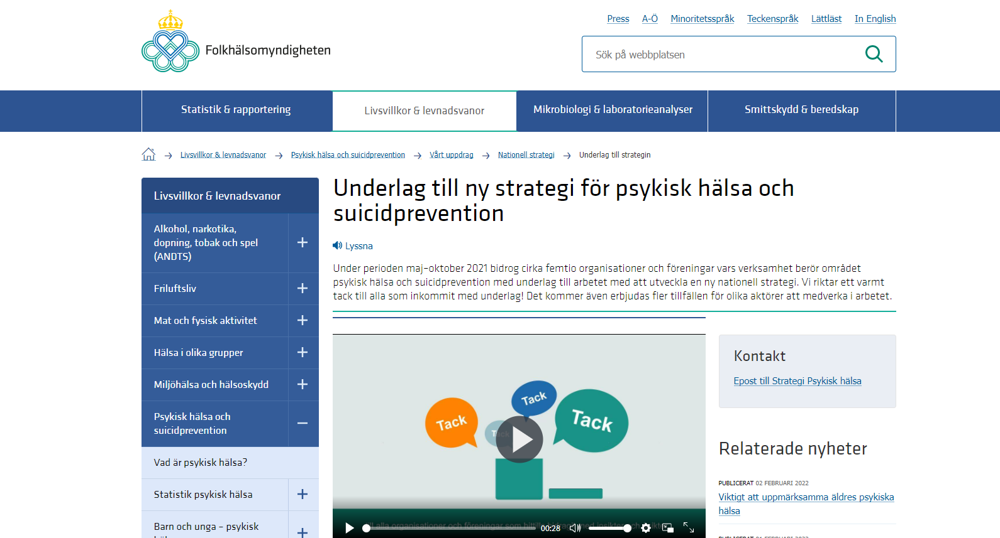 Folkhälsomyndigheten
Press
A-Ö
Minoritetsspråk
Teckenspråk
Lättläst
In English
Sök på webbplatsen
Statistik & rapportering
Livsvillkor & levnadsvanor
Mikrobiologi & laboratorieanalyser
Smittskydd & beredskap
Livsvillkor & levnadsvanor
Psykisk hälsa och suicidprevention
Vårt uppdrag
Nationell strategi
Underlag till strategin
Livsvillkor & levnadsvanor
Alkohol, narkotika,
dopning, tobak och spel
(ANDTS)
Friluftsliv
Mat och fysisk aktivitet
Hälsa i olika grupper
Miljöhälsa och hälsoskydd
Psykisk hälsa och
suicidprevention
Vad är psykisk hälsa?
Statistik psykisk hälsa
Barn och unga – psykisk
Underlag till ny strategi för psykisk hälsa och
suicidprevention
Lyssna
Under perioden maj–oktober 2021 bidrog cirka femtio organisationer och föreningar vars verksamhet berör området
psykisk hälsa och suicidprevention med underlag till arbetet med att utveckla en ny nationell strategi. Vi riktar ett varmt
tack till alla som inkommit med underlag! Det kommer även erbjudas fler tillfällen för olika aktörer att medverka i arbetet.
Tack
Tack
Tack
Tack
till alla organisationer och föreningar som hittills bidragit med insikter och
00:28
Kontakt
Epost till Strategi Psykisk hälsa
Relaterade nyheter
PUBLICERAT 02 FEBRUARI 2022
Viktigt att uppmärksamma äldres psykiska
hälsa